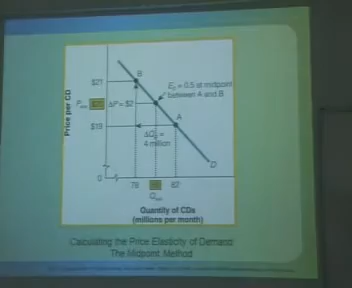 Price per CD
$21
B
E_D = 0.5 at midpoint
between A and B
ΔP = $2
A
$19
ΔQ_D =
4 million
D
0
78
82
Quantity of CDs
(millions per month)
Calculating the Price Elasticity of Demand:
The Midpoint Method